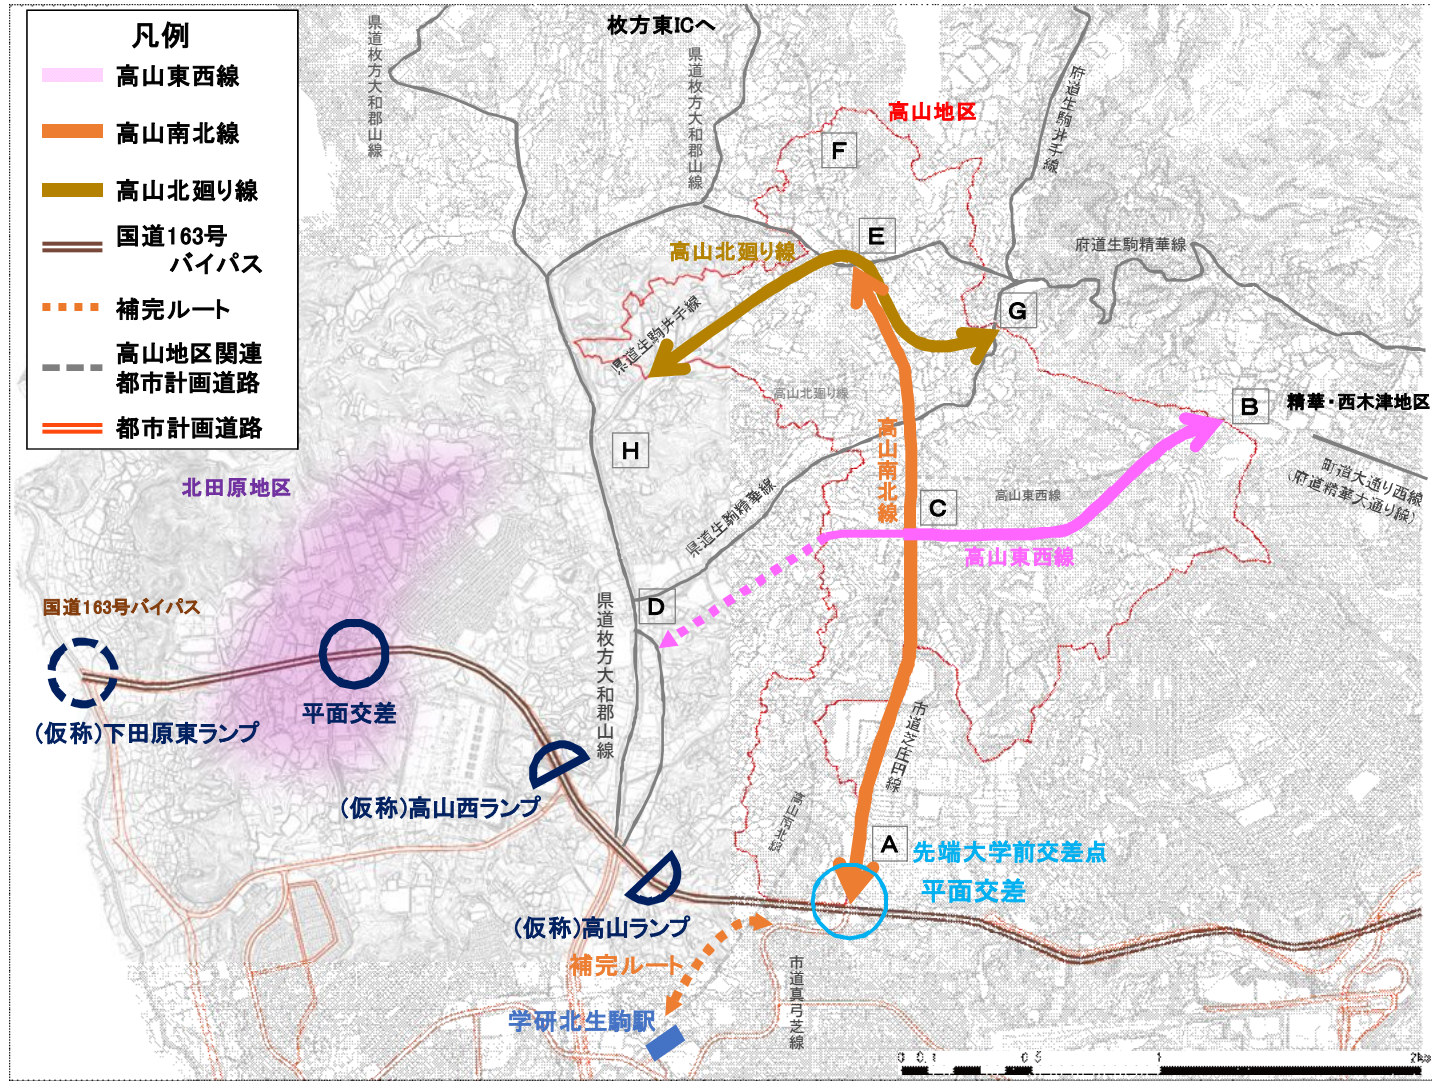 凡例
高山東西線
高山南北線
高山北廻り線
国道163号
バイパス
補完ルート
高山地区関連
都市計画道路
都市計画道路
県道枚方大和郡山線
枚方東ICへ
県道枚方大和郡山線
高山地区
府道生駒井手線
F
E
高山北廻り線
府道生駒精華線
G
県道生駒井手線
高山北廻り線
B
精華・西木津地区
H
高山南北線
町道大通り西線
(府道精華大通り線)
北田原地区
県道生駒精華線
C
高山東西線
高山東西線
国道163号バイパス
D
県道枚方大和郡山線
平面交差
(仮称)下田原東ランプ
市道芝庄田線
(仮称)高山西ランプ
高山南北線
A
先端大学前交差点
平面交差
(仮称)高山ランプ
補完ルート
市道真弓芝線
学研北生駒駅
0 0.1 0.5 1 2km